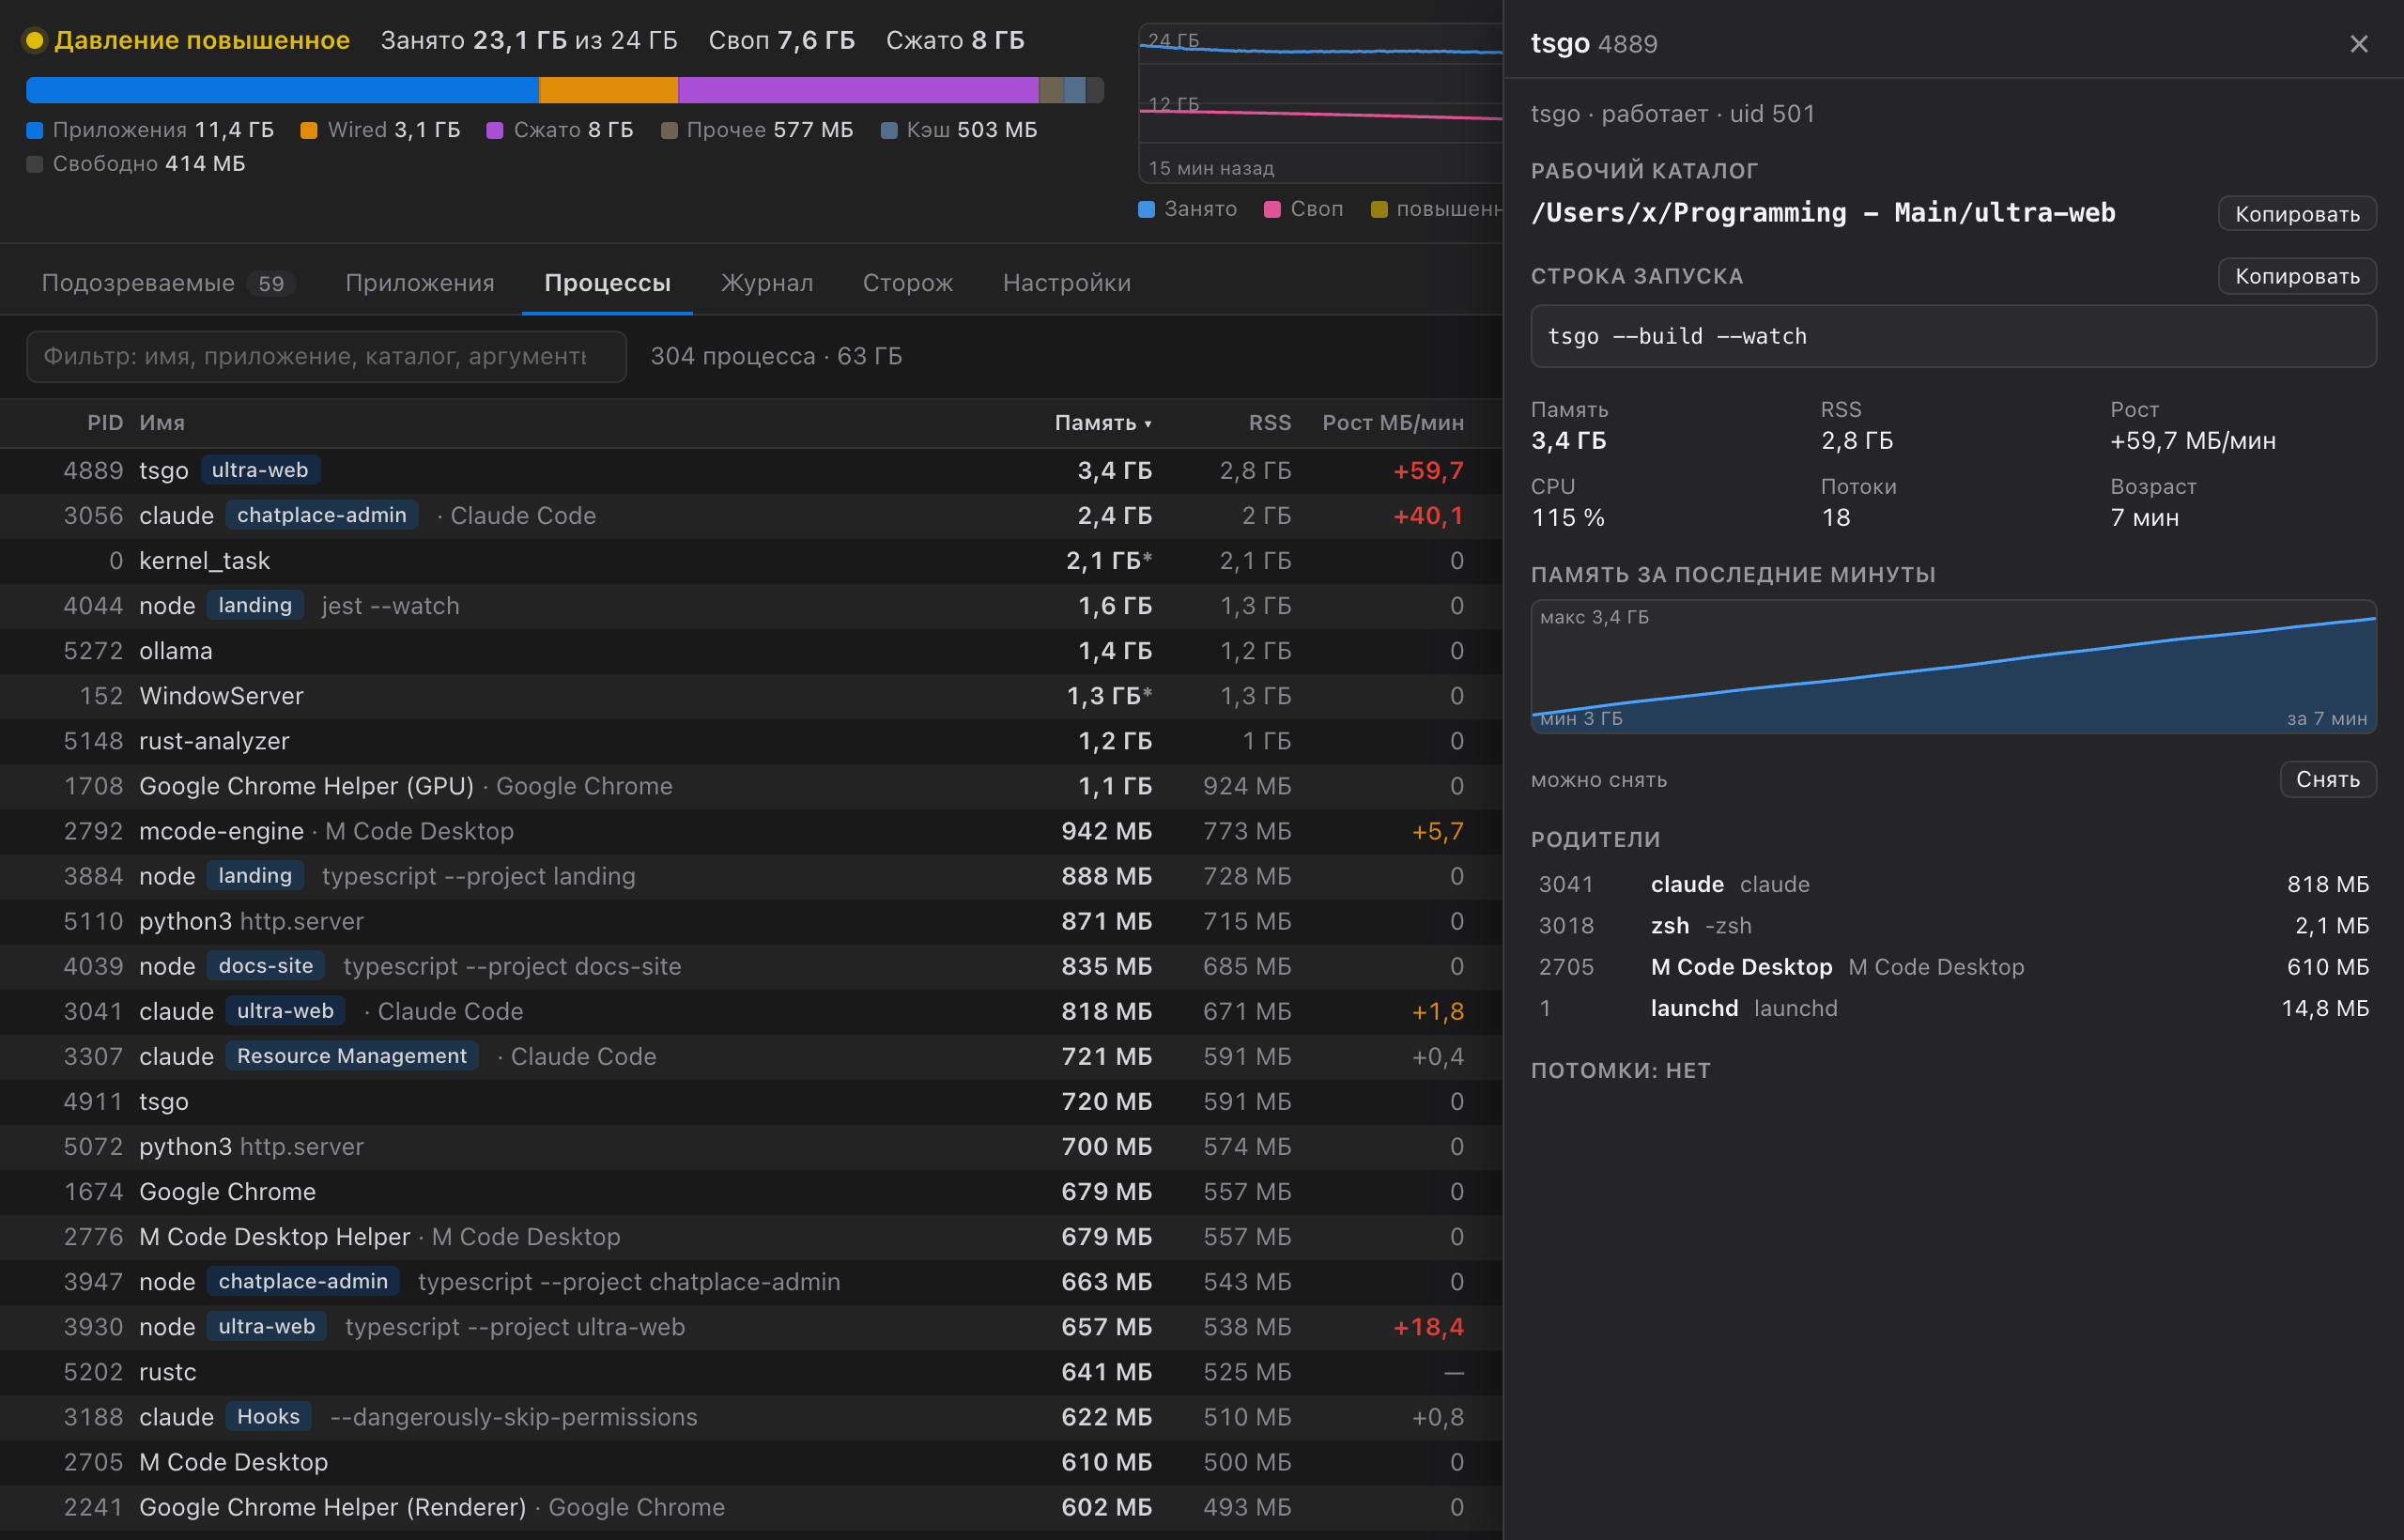 Давление повышенное Занято 23,1 ГБ из 24 ГБ Своп 7,6 ГБ Сжато 8 ГБ
Приложения 11,4 ГБ Wired 3,1 ГБ Сжато 8 ГБ Прочее 577 МБ Кэш 503 МБ
Свободно 414 МБ
24 ГБ
12 ГБ
15 мин назад
Занято Своп повышенн
Подозреваемые 59 Приложения Процессы Журнал Сторож Настройки
Фильтр: имя, приложение, каталог, аргументы 304 процесса · 63 ГБ
PID Имя Память ▾ RSS Рост МБ/мин
4889 tsgo ultra-web 3,4 ГБ 2,8 ГБ +59,7
3056 claude chatplace-admin · Claude Code 2,4 ГБ 2 ГБ +40,1
0 kernel_task 2,1 ГБ* 2,1 ГБ 0
4044 node landing jest --watch 1,6 ГБ 1,3 ГБ 0
5272 ollama 1,4 ГБ 1,2 ГБ 0
152 WindowServer 1,3 ГБ* 1,3 ГБ 0
5148 rust-analyzer 1,2 ГБ 1 ГБ 0
1708 Google Chrome Helper (GPU) · Google Chrome 1,1 ГБ 924 МБ 0
2792 mcode-engine · M Code Desktop 942 МБ 773 МБ +5,7
3884 node landing typescript --project landing 888 МБ 728 МБ 0
5110 python3 http.server 871 МБ 715 МБ 0
4039 node docs-site typescript --project docs-site 835 МБ 685 МБ 0
3041 claude ultra-web · Claude Code 818 МБ 671 МБ +1,8
3307 claude Resource Management · Claude Code 721 МБ 591 МБ +0,4
4911 tsgo 720 МБ 591 МБ 0
5072 python3 http.server 700 МБ 574 МБ 0
1674 Google Chrome 679 МБ 557 МБ 0
2776 M Code Desktop Helper · M Code Desktop 679 МБ 557 МБ 0
3947 node chatplace-admin typescript --project chatplace-admin 663 МБ 543 МБ 0
3930 node ultra-web typescript --project ultra-web 657 МБ 538 МБ +18,4
5202 rustc 641 МБ 525 МБ —
3188 claude Hooks --dangerously-skip-permissions 622 МБ 510 МБ +0,8
2705 M Code Desktop 610 МБ 500 МБ 0
2241 Google Chrome Helper (Renderer) · Google Chrome 602 МБ 493 МБ 0
tsgo 4889 ×
tsgo · работает · uid 501
РАБОЧИЙ КАТАЛОГ
/Users/x/Programming – Main/ultra-web Копировать
СТРОКА ЗАПУСКА Копировать
tsgo --build --watch
Память RSS Рост
3,4 ГБ 2,8 ГБ +59,7 МБ/мин
CPU Потоки Возраст
115 % 18 7 мин
ПАМЯТЬ ЗА ПОСЛЕДНИЕ МИНУТЫ
макс 3,4 ГБ
мин 3 ГБ за 7 мин
можно снять Снять
РОДИТЕЛИ
3041 claude claude 818 МБ
3018 zsh -zsh 2,1 МБ
2705 M Code Desktop M Code Desktop 610 МБ
1 launchd launchd 14,8 МБ
ПОТОМКИ: НЕТ